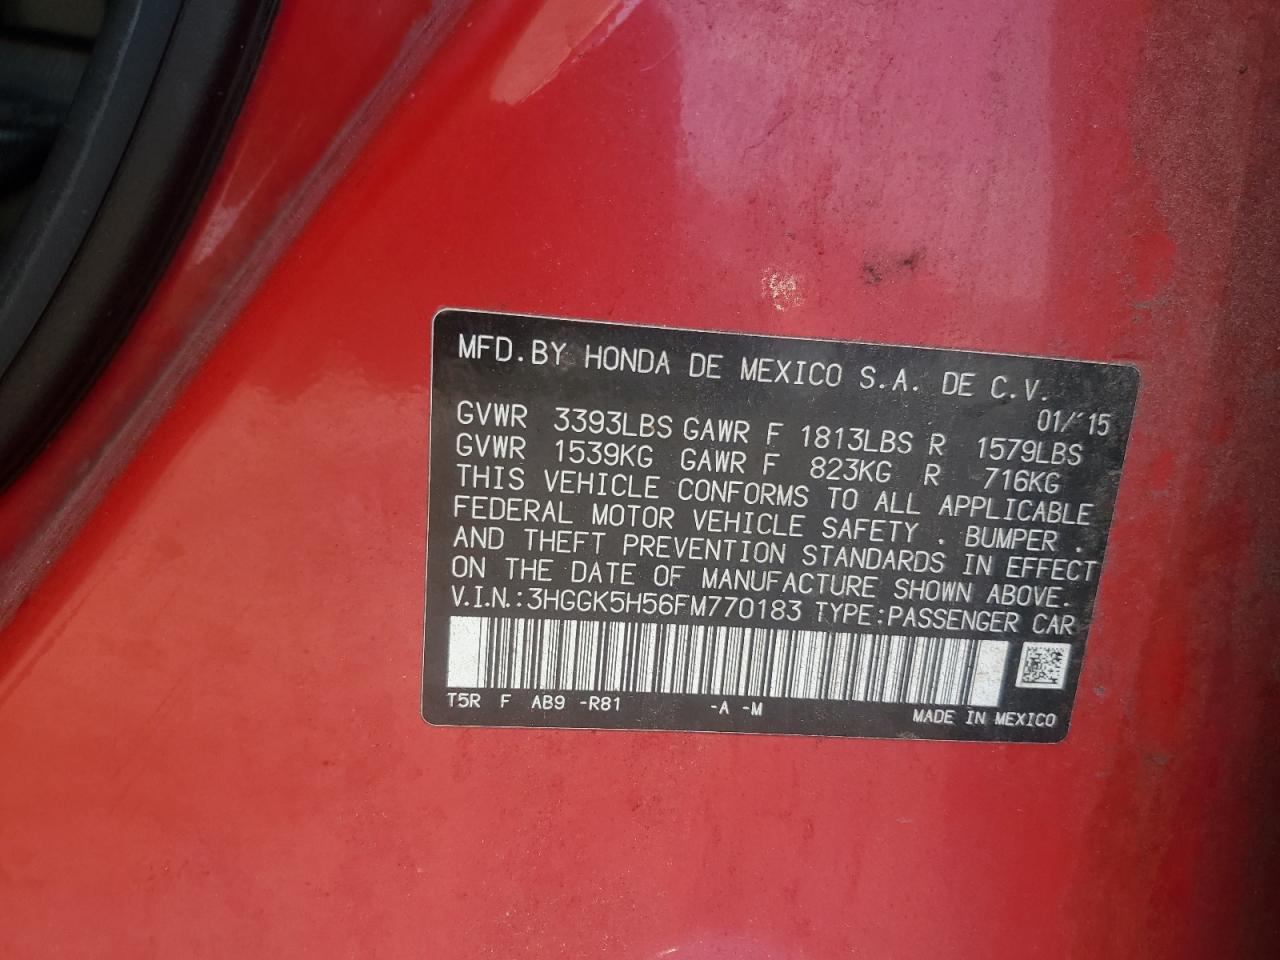 MFD.BY HONDA DE MEXICO S.A. DE C.V.
01/'15
GVWR 3393LBS GAWR F 1813LBS R 1579LBS
GVWR 1539KG GAWR F 823KG R 716KG
THIS VEHICLE CONFORMS TO ALL APPLICABLE
FEDERAL MOTOR VEHICLE SAFETY . BUMPER .
AND THEFT PREVENTION STANDARDS IN EFFECT
ON THE DATE OF MANUFACTURE SHOWN ABOVE.
V.I.N.:3HGGK5H56FM770183 TYPE:PASSENGER CAR
T5R F AB9 -R81 -A -M
MADE IN MEXICO